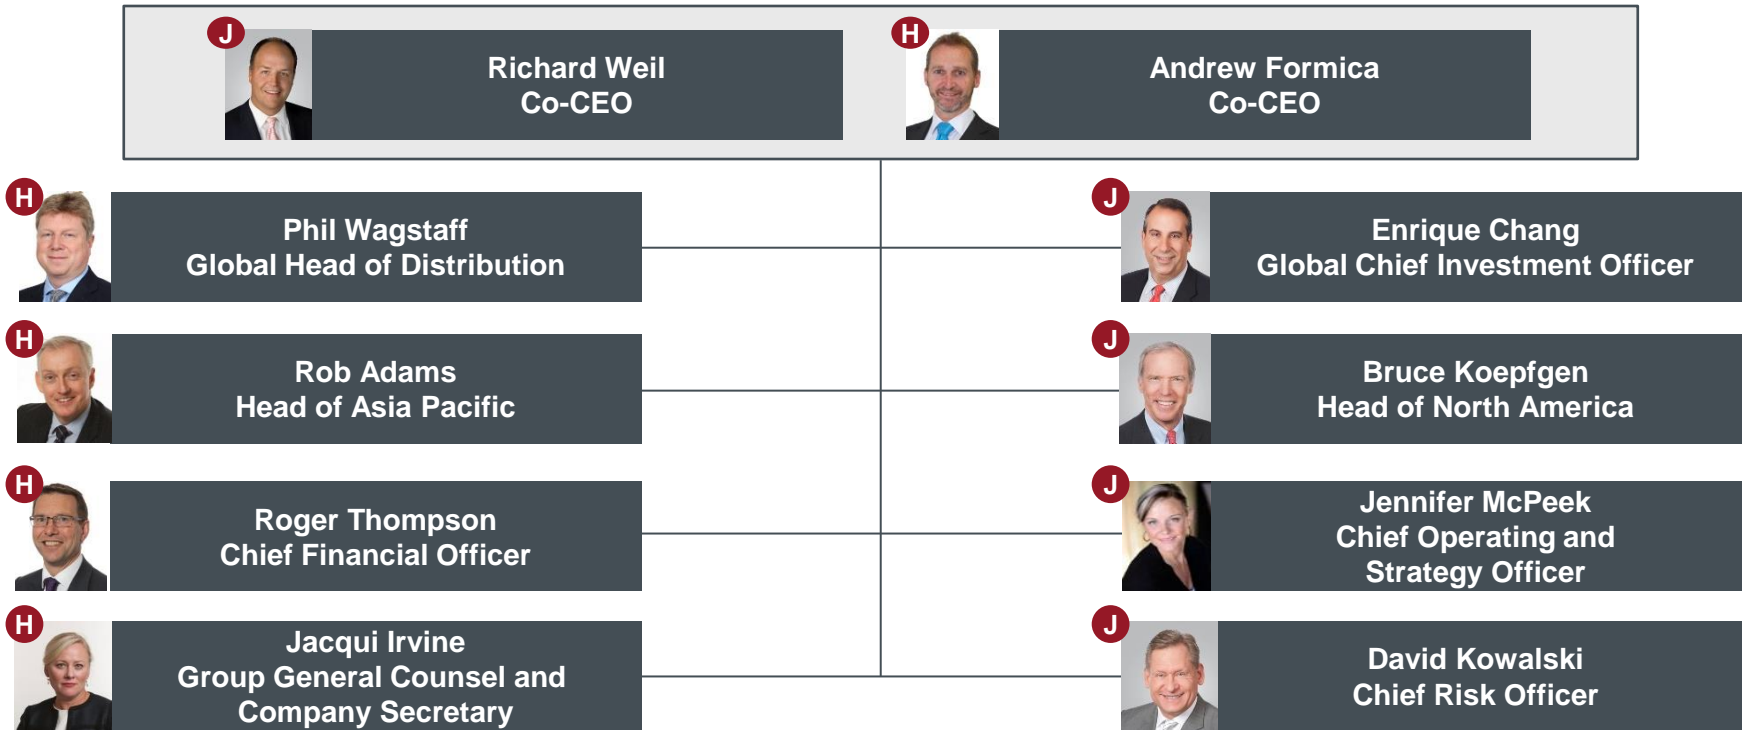 J
Richard Weil
Co-CEO
H
Andrew Formica
Co-CEO
H
Phil Wagstaff
Global Head of Distribution
J
Enrique Chang
Global Chief Investment Officer
H
Rob Adams
Head of Asia Pacific
J
Bruce Koepfgen
Head of North America
H
Roger Thompson
Chief Financial Officer
J
Jennifer McPeek
Chief Operating and
Strategy Officer
H
Jacqui Irvine
Group General Counsel and
Company Secretary
J
David Kowalski
Chief Risk Officer